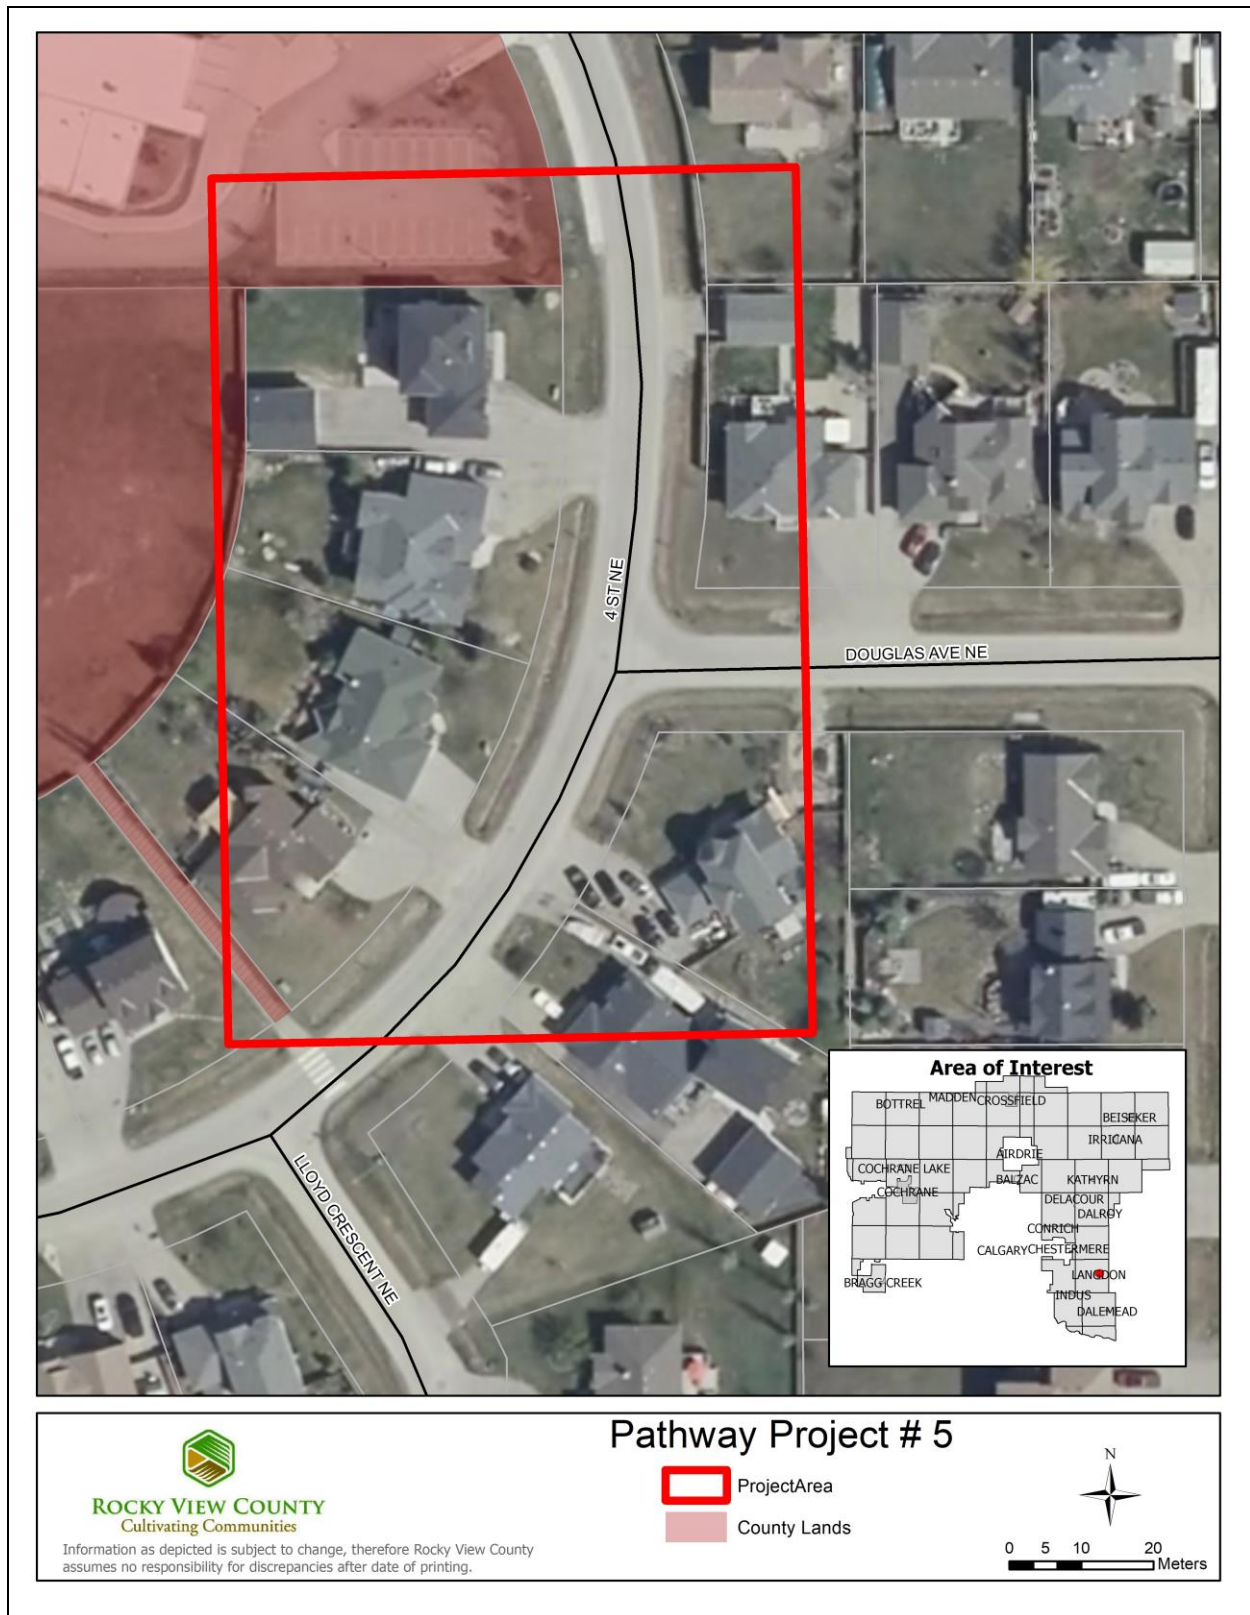 4 ST NE
DOUGLAS AVE NE
LLOYD CRESCENT NE
Area of Interest
BOTTREL
MADDEN
CROSSFIELD
BEISEKER
IRRICANA
AIRDRIE
COCHRANE LAKE
BALZAC
KATHYRN
COCHRANE
DELACOUR
DALROY
CONRICH
CALGARY
CHESTERMERE
LANGDON
BRAGG CREEK
INDUS
DALEMEAD
Pathway Project # 5
ProjectArea
County Lands
ROCKY VIEW COUNTY
Cultivating Communities
Information as depicted is subject to change, therefore Rocky View County
assumes no responsibility for discrepancies after date of printing.
N
0 5 10 20
Meters